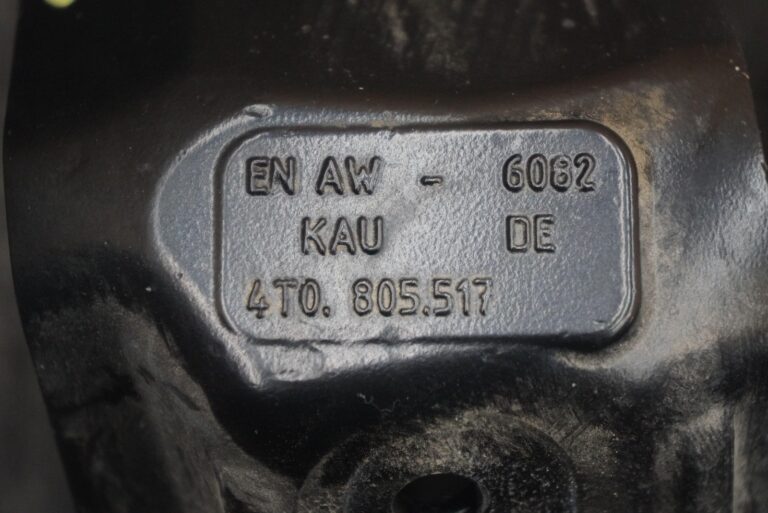 EN AW - 6082
KAU DE
4T0. 805.517